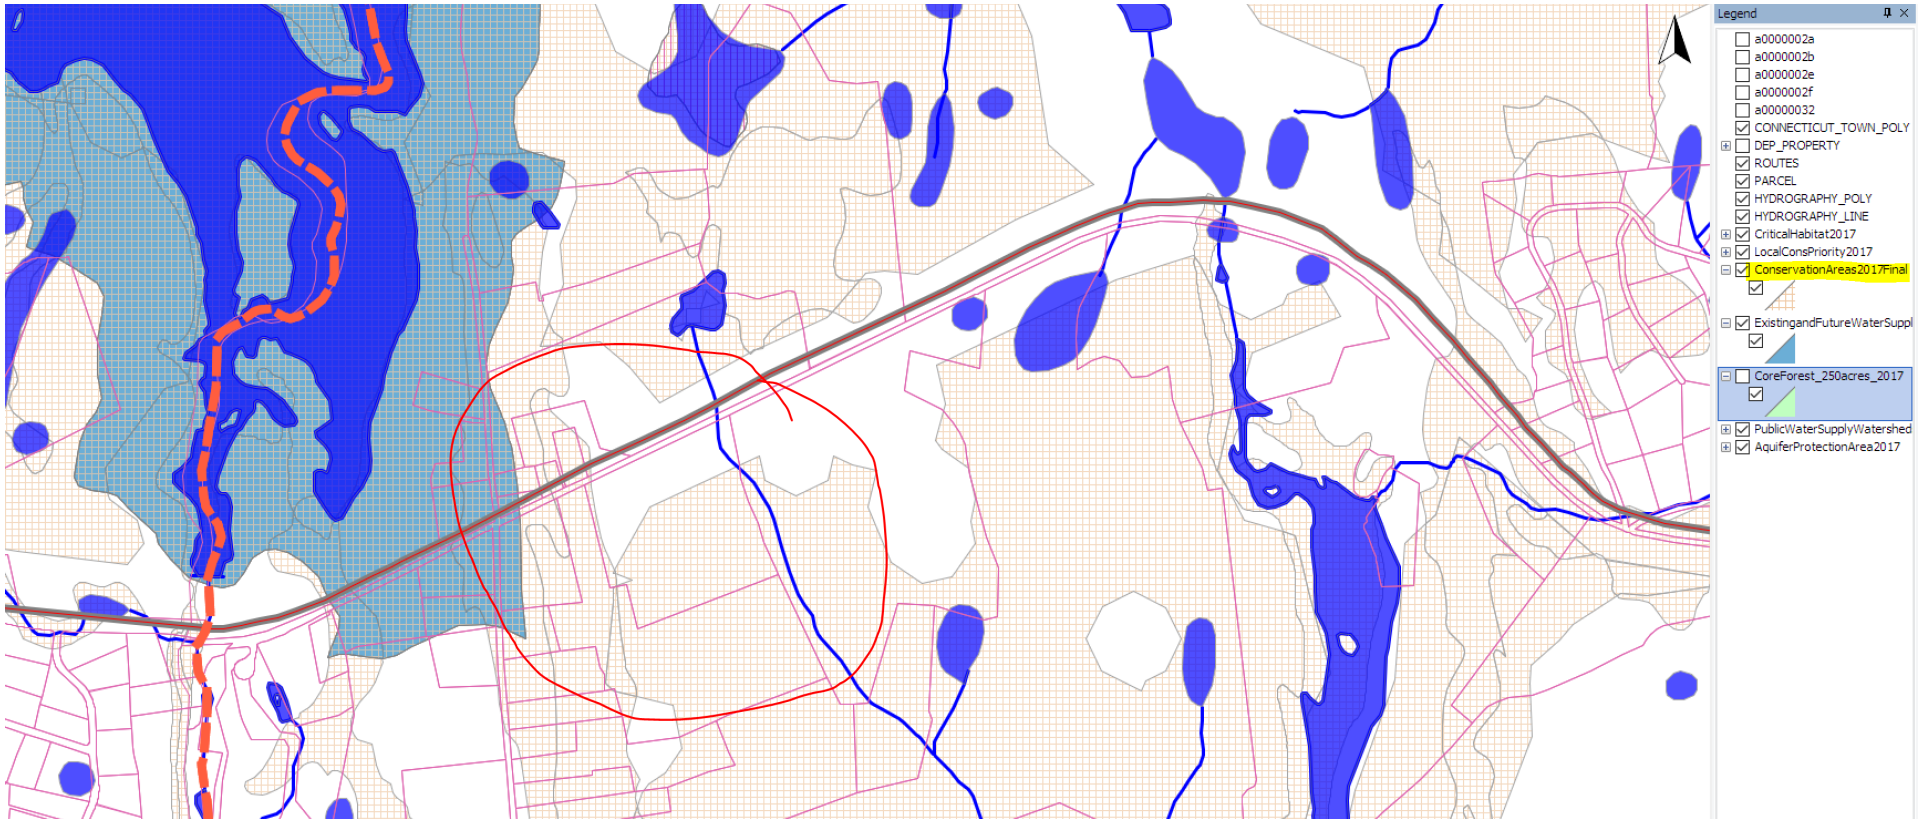 Legend
a0000002a
a0000002b
a0000002e
a0000002f
a00000032
CONNECTICUT_TOWN_POLY
DEP_PROPERTY
ROUTES
PARCEL
HYDROGRAPHY_POLY
HYDROGRAPHY_LINE
CriticalHabitat2017
LocalConsPriority2017
ConservationAreas2017Final
ExistingandFutureWaterSuppl
CoreForest_250acres_2017
PublicWaterSupplyWatershed
AquiferProtectionArea2017